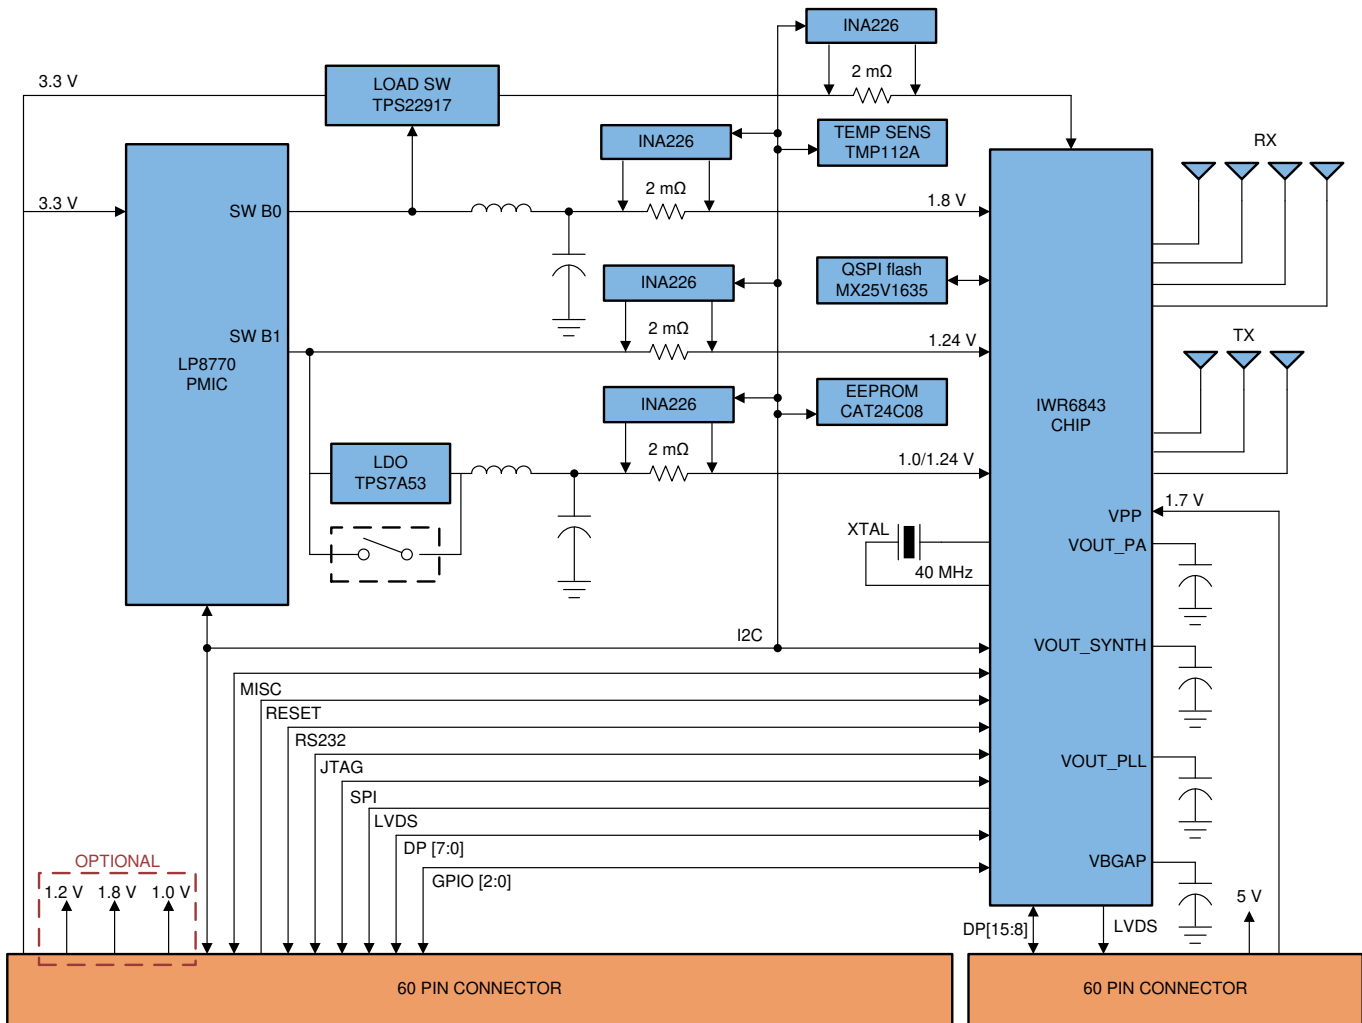 INA226
3.3 V
LOAD SW
TPS22917
2 mΩ
INA226
TEMP SENS
TMP112A
RX
2 mΩ
3.3 V
SW B0
1.8 V
INA226
QSPI flash
MX25V1635
SW B1
2 mΩ
1.24 V
TX
LP8770
PMIC
INA226
EEPROM
CAT24C08
IWR6843
CHIP
2 mΩ
LDO
TPS7A53
1.0/1.24 V
1.7 V
VPP
XTAL
VOUT_PA
40 MHz
I2C
VOUT_SYNTH
MISC
RESET
RS232
JTAG
VOUT_PLL
SPI
LVDS
DP [7:0]
OPTIONAL
VBGAP
GPIO [2:0]
1.2 V
1.8 V
1.0 V
5 V
DP[15:8]
LVDS
60 PIN CONNECTOR
60 PIN CONNECTOR